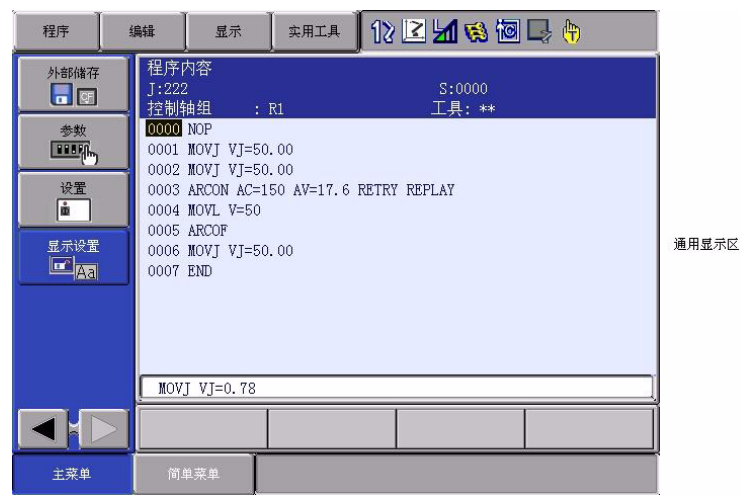 程序 编辑 显示 实用工具
外部储存
CF
参数
设置
显示设置
Aa
程序内容
J:222 S:0000
控制轴组 : R1 工具: **
0000 NOP
0001 MOVJ VJ=50.00
0002 MOVJ VJ=50.00
0003 ARCON AC=150 AV=17.6 RETRY REPLAY
0004 MOVL V=50
0005 ARCOF
0006 MOVJ VJ=50.00
0007 END
通用显示区
MOVJ VJ=0.78
主菜单 简单菜单